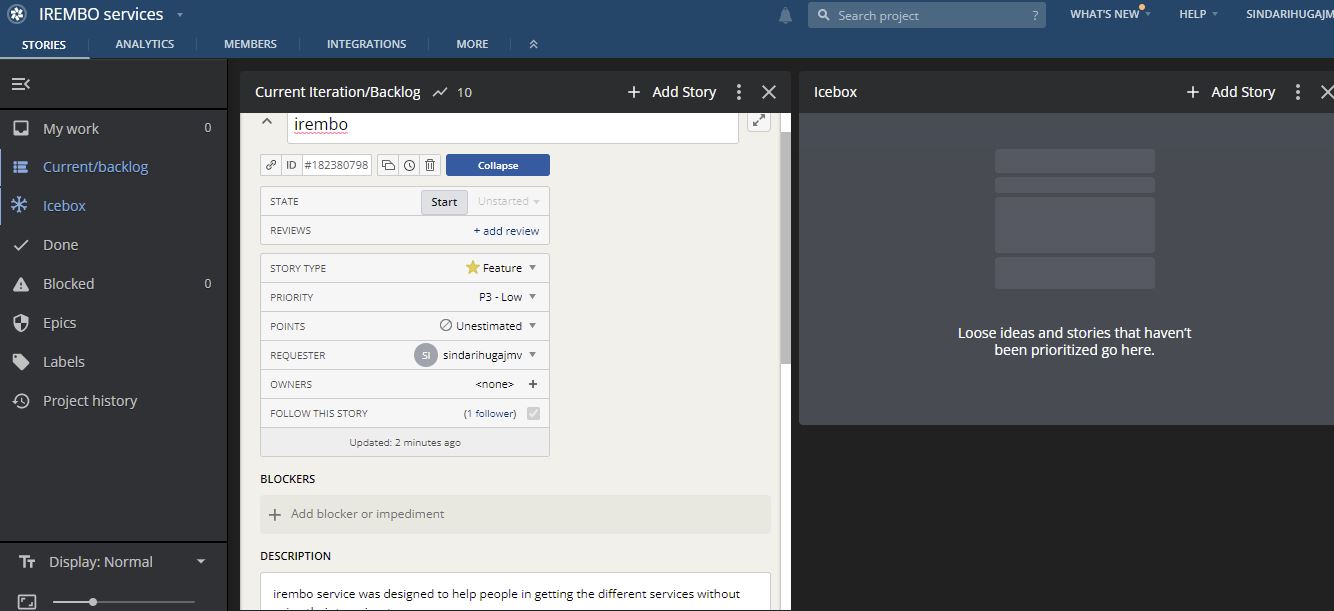 IREMBO services
Search project
?
WHAT'S NEW
HELP
SINDARIHUGAJM
STORIES
ANALYTICS
MEMBERS
INTEGRATIONS
MORE
My work
0
Current/backlog
Icebox
Done
Blocked
0
Epics
Labels
Project history
Display: Normal
Current Iteration/Backlog
10
+ Add Story
irembo
ID
#182380798
Collapse
STATE
Start
Unstarted
REVIEWS
+ add review
STORY TYPE
Feature
PRIORITY
P3 - Low
POINTS
Unestimated
REQUESTER
SI
sindarihugajmv
OWNERS
<none> +
FOLLOW THIS STORY
(1 follower)
Updated: 2 minutes ago
BLOCKERS
+ Add blocker or impediment
DESCRIPTION
irembo service was designed to help people in getting the different services without
Icebox
+ Add Story
Loose ideas and stories that haven't
been prioritized go here.